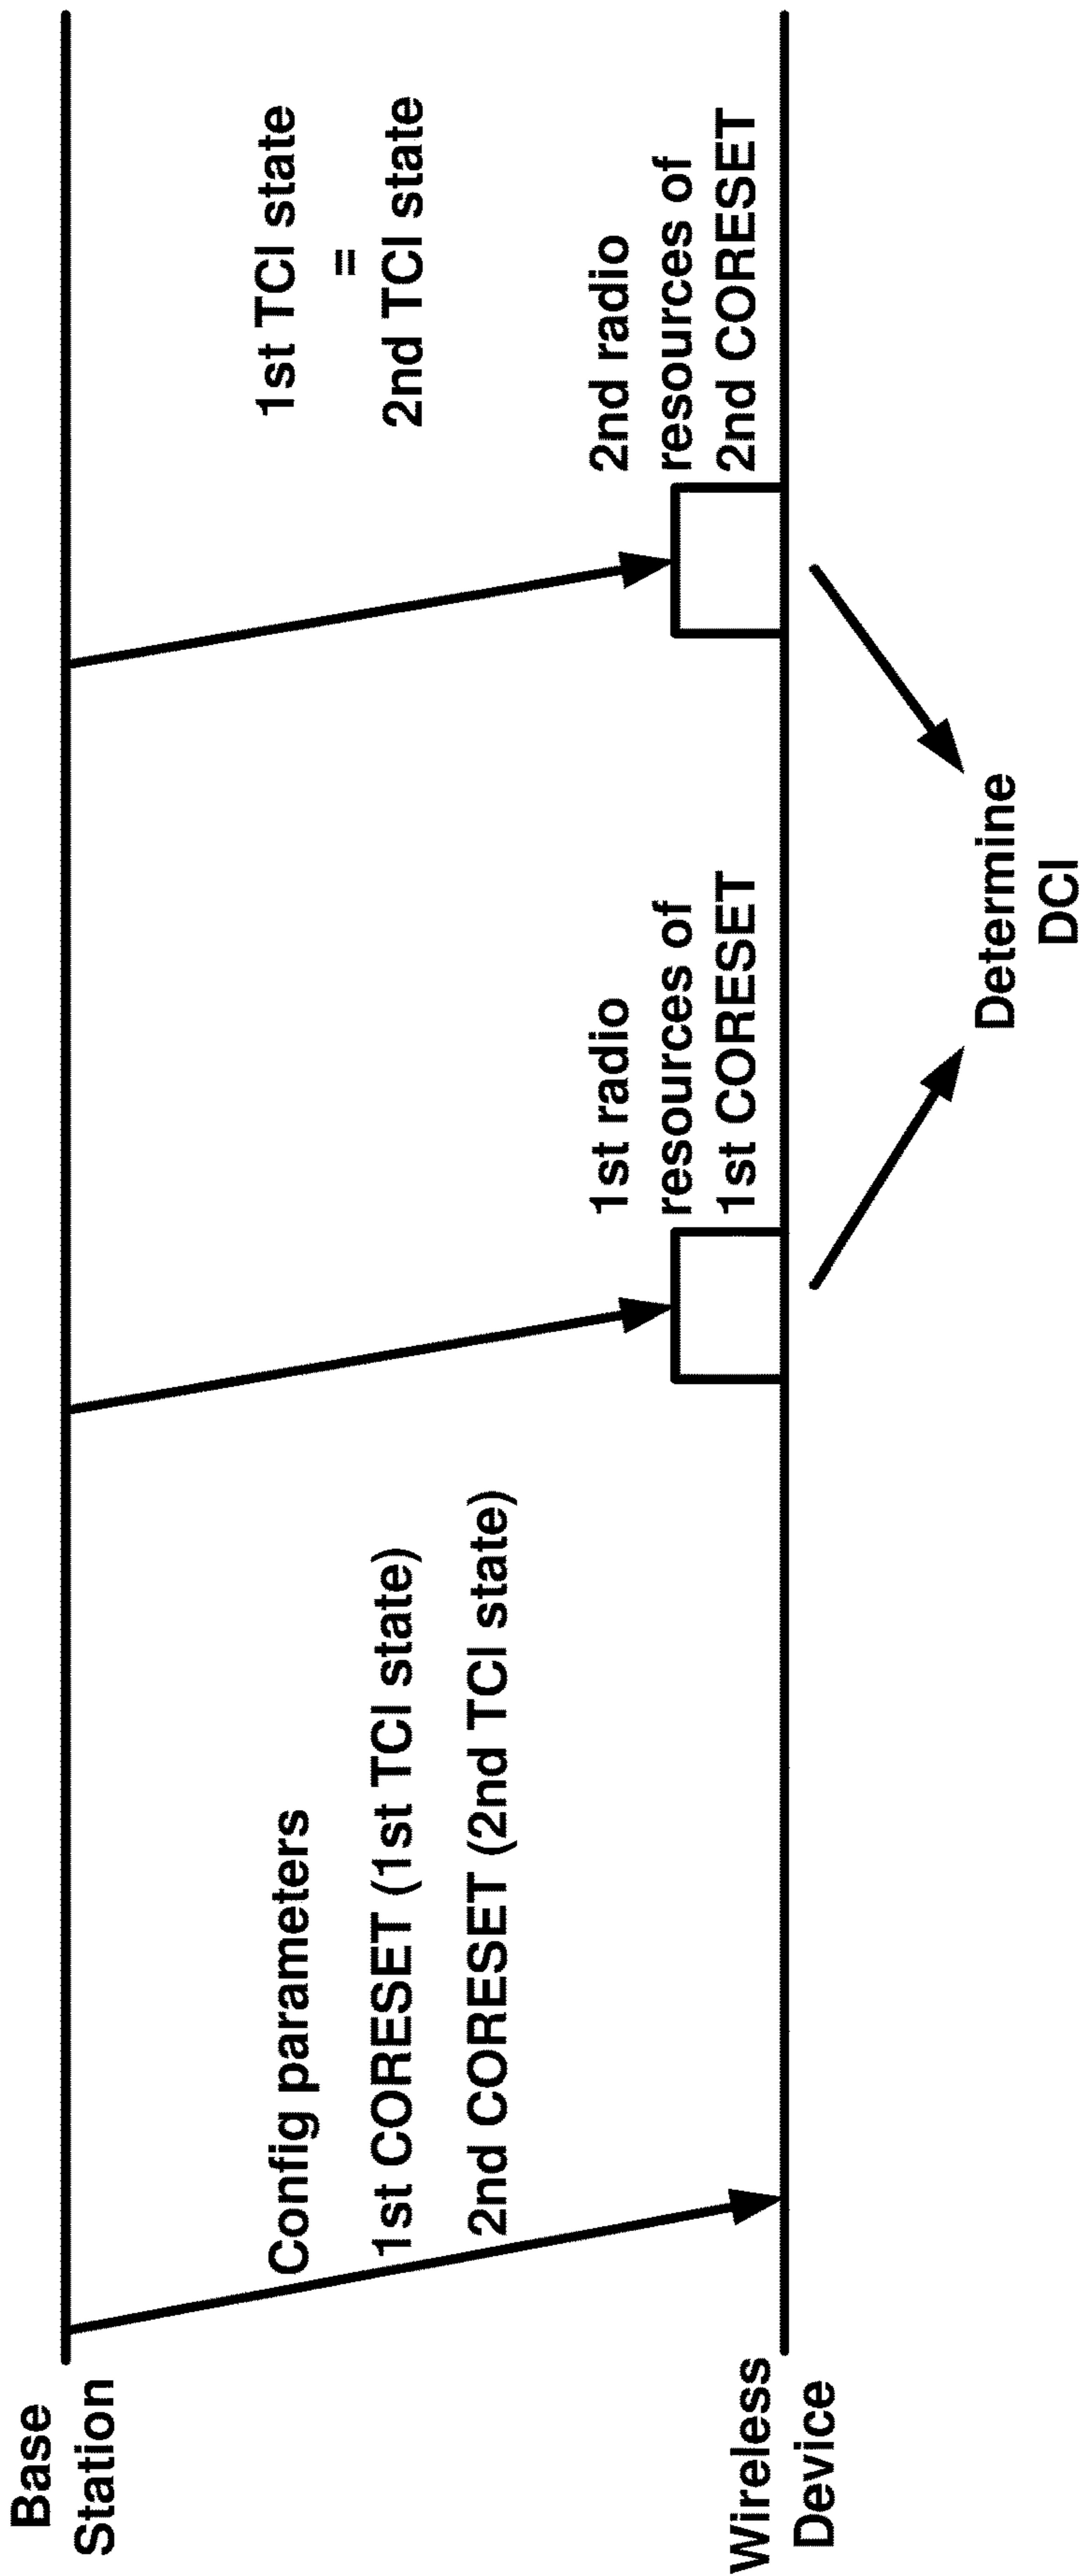 Base
Station
Config parameters
1st CORESET (1st TCI state)
2nd CORESET (2nd TCI state)
1st TCI state
=
2nd TCI state
1st radio
resources of
1st CORESET
2nd radio
resources of
2nd CORESET
Wireless
Device
Determine
DCI